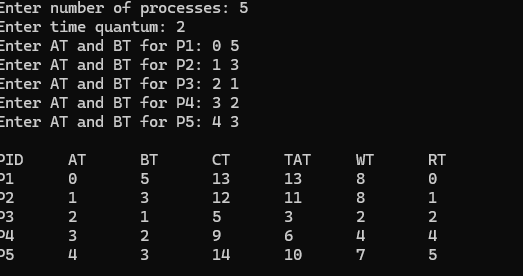 Enter number of processes: 5
Enter time quantum: 2
Enter AT and BT for P1: 0 5
Enter AT and BT for P2: 1 3
Enter AT and BT for P3: 2 1
Enter AT and BT for P4: 3 2
Enter AT and BT for P5: 4 3
PID AT BT CT TAT WT RT
P1 0 5 13 13 8 0
P2 1 3 12 11 8 1
P3 2 1 5 3 2 2
P4 3 2 9 6 4 4
P5 4 3 14 10 7 5